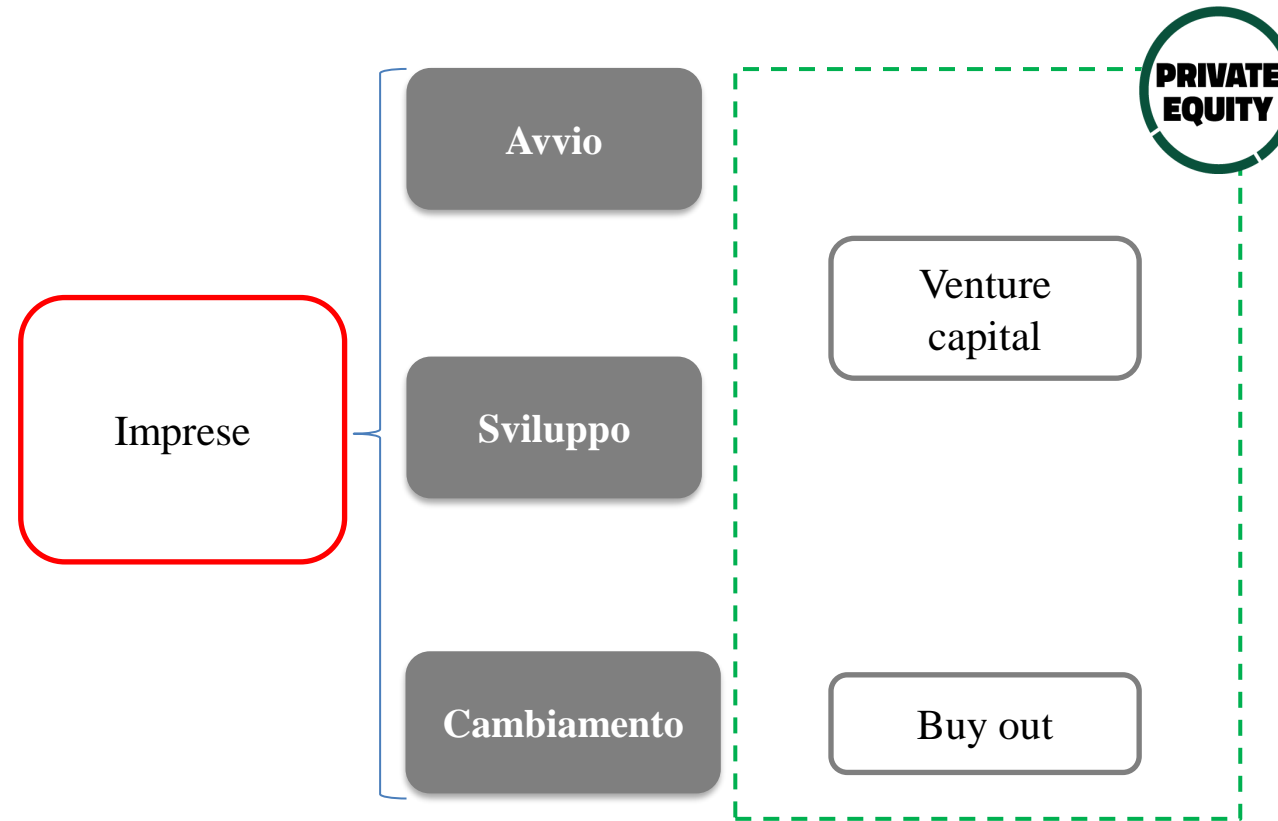 PRIVATE
EQUITY
Avvio
Venture
capital
Imprese
Sviluppo
Cambiamento
Buy out